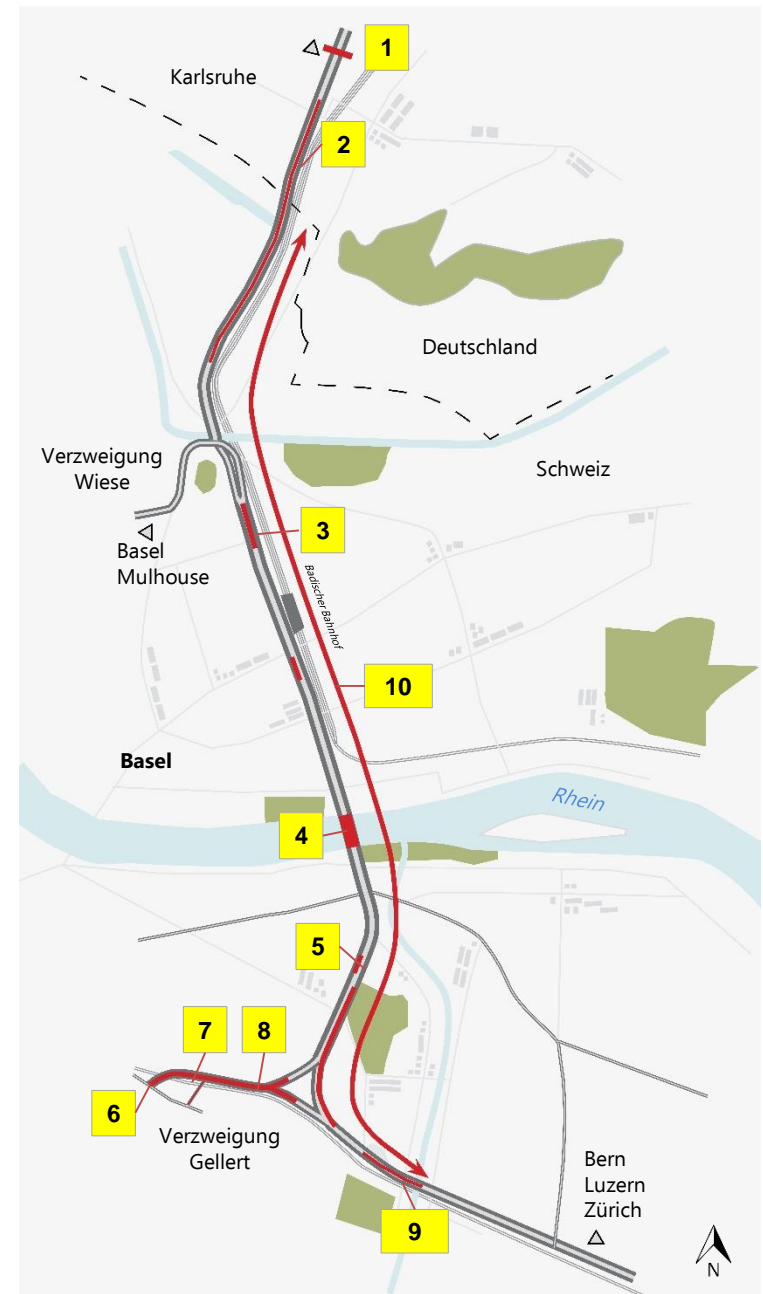 1
Karlsruhe
2
Deutschland
Verzweigung
Wiese
Schweiz
3
Basel
Mulhouse
Badischer Bahnhof
10
Basel
Rhein
4
5
7
8
6
Verzweigung
Gellert
Bern
Luzern
Zürich
9
N